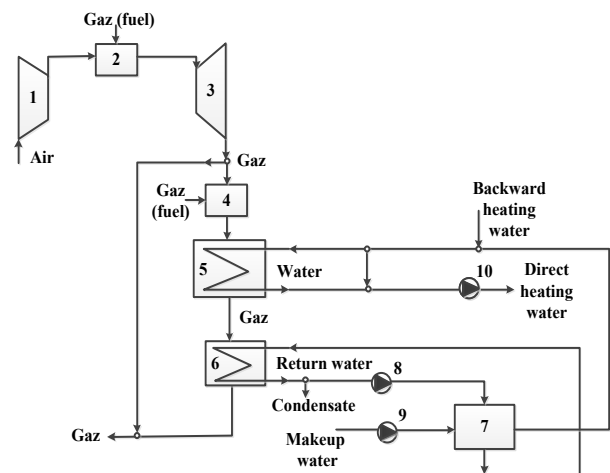 Gaz (fuel)
2
1
3
Air
Gaz
Gaz
(fuel)
4
Backward
heating
water
5
Water
10
Direct
heating
water
Gaz
6
Return water
8
Condensate
9
7
Gaz
Makeup
water